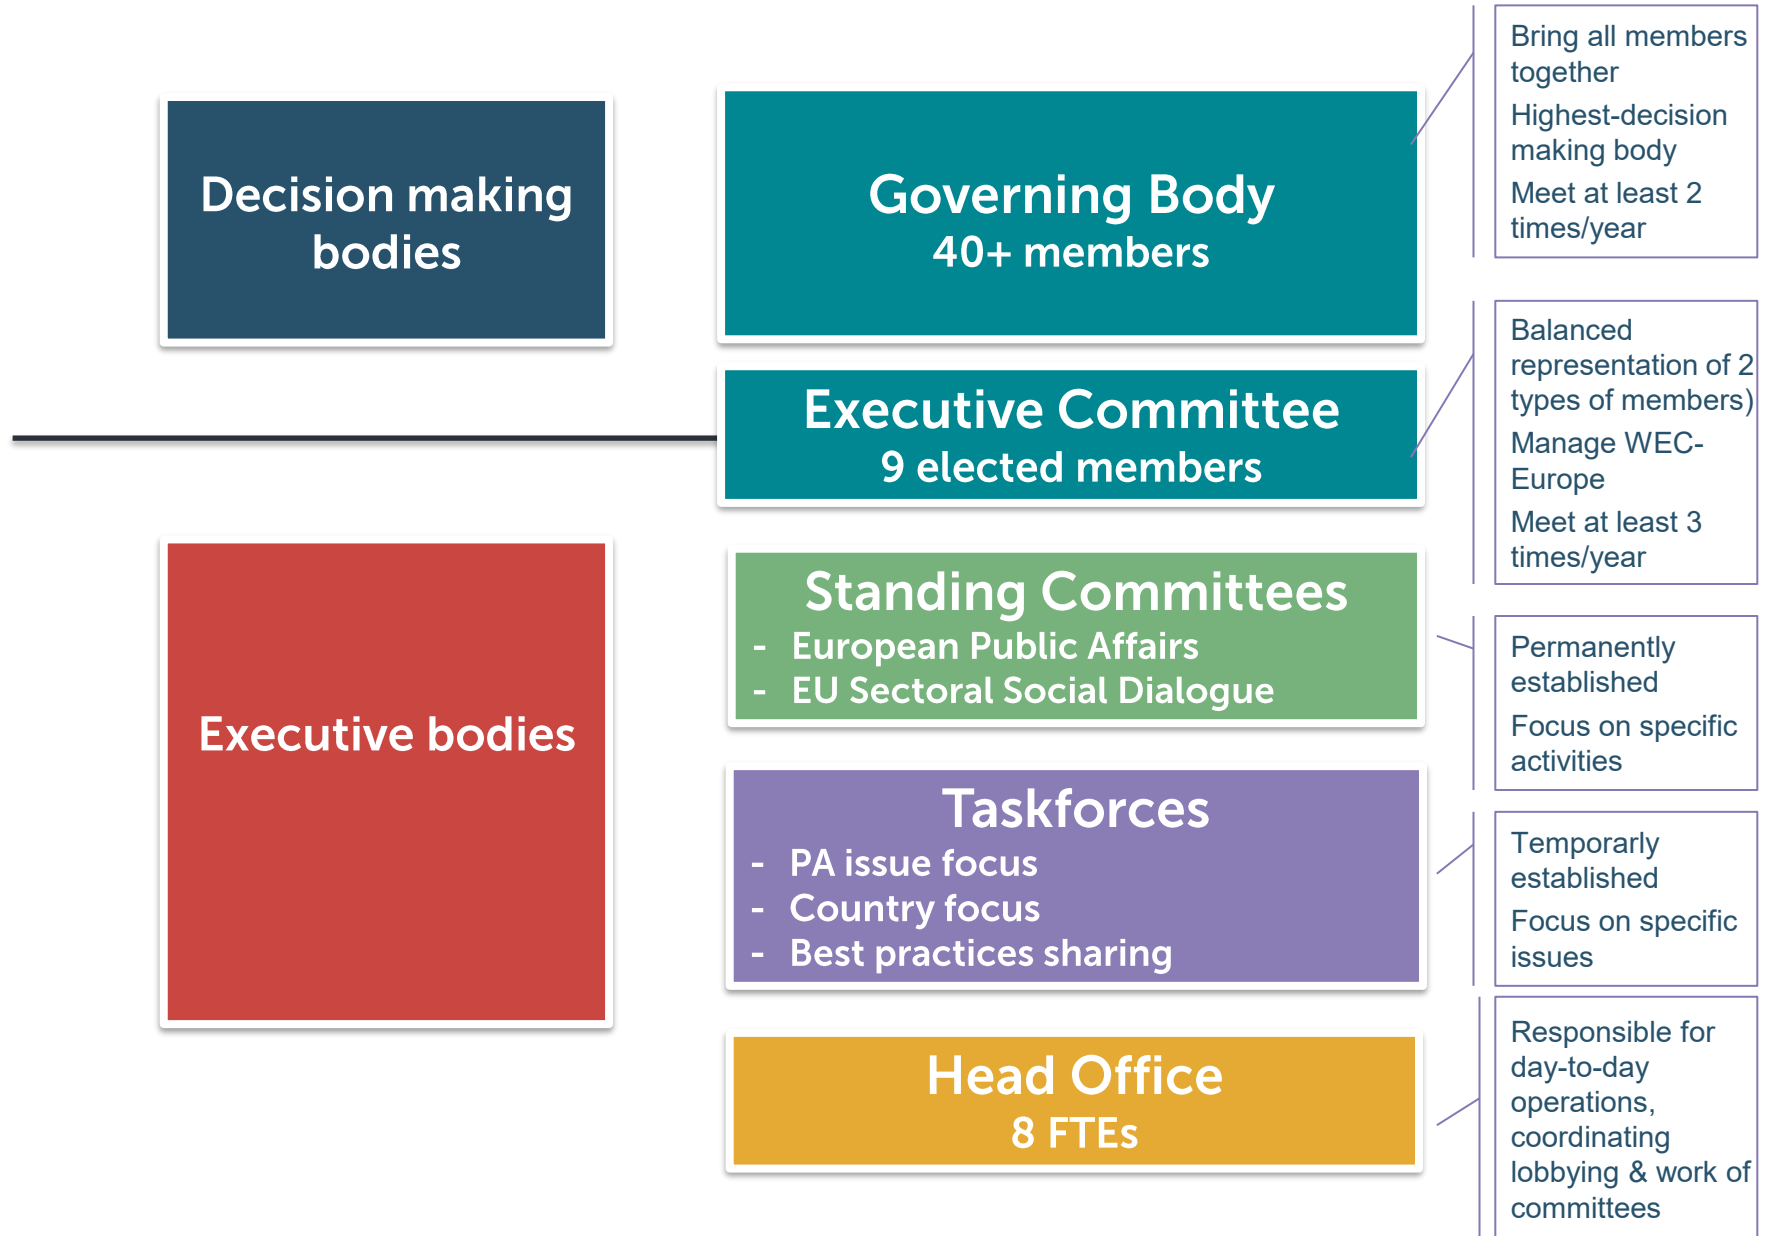 Decision making
bodies
Governing Body
40+ members
Bring all members
together
Highest-decision
making body
Meet at least 2
times/year
Executive Committee
9 elected members
Balanced
representation of 2
types of members)
Manage WEC-
Europe
Meet at least 3
times/year
Executive bodies
Standing Committees
- European Public Affairs
- EU Sectoral Social Dialogue
Permanently
established
Focus on specific
activities
Taskforces
- PA issue focus
- Country focus
- Best practices sharing
Temporarly
established
Focus on specific
issues
Head Office
8 FTEs
Responsible for
day-to-day
operations,
coordinating
lobbying & work of
committees